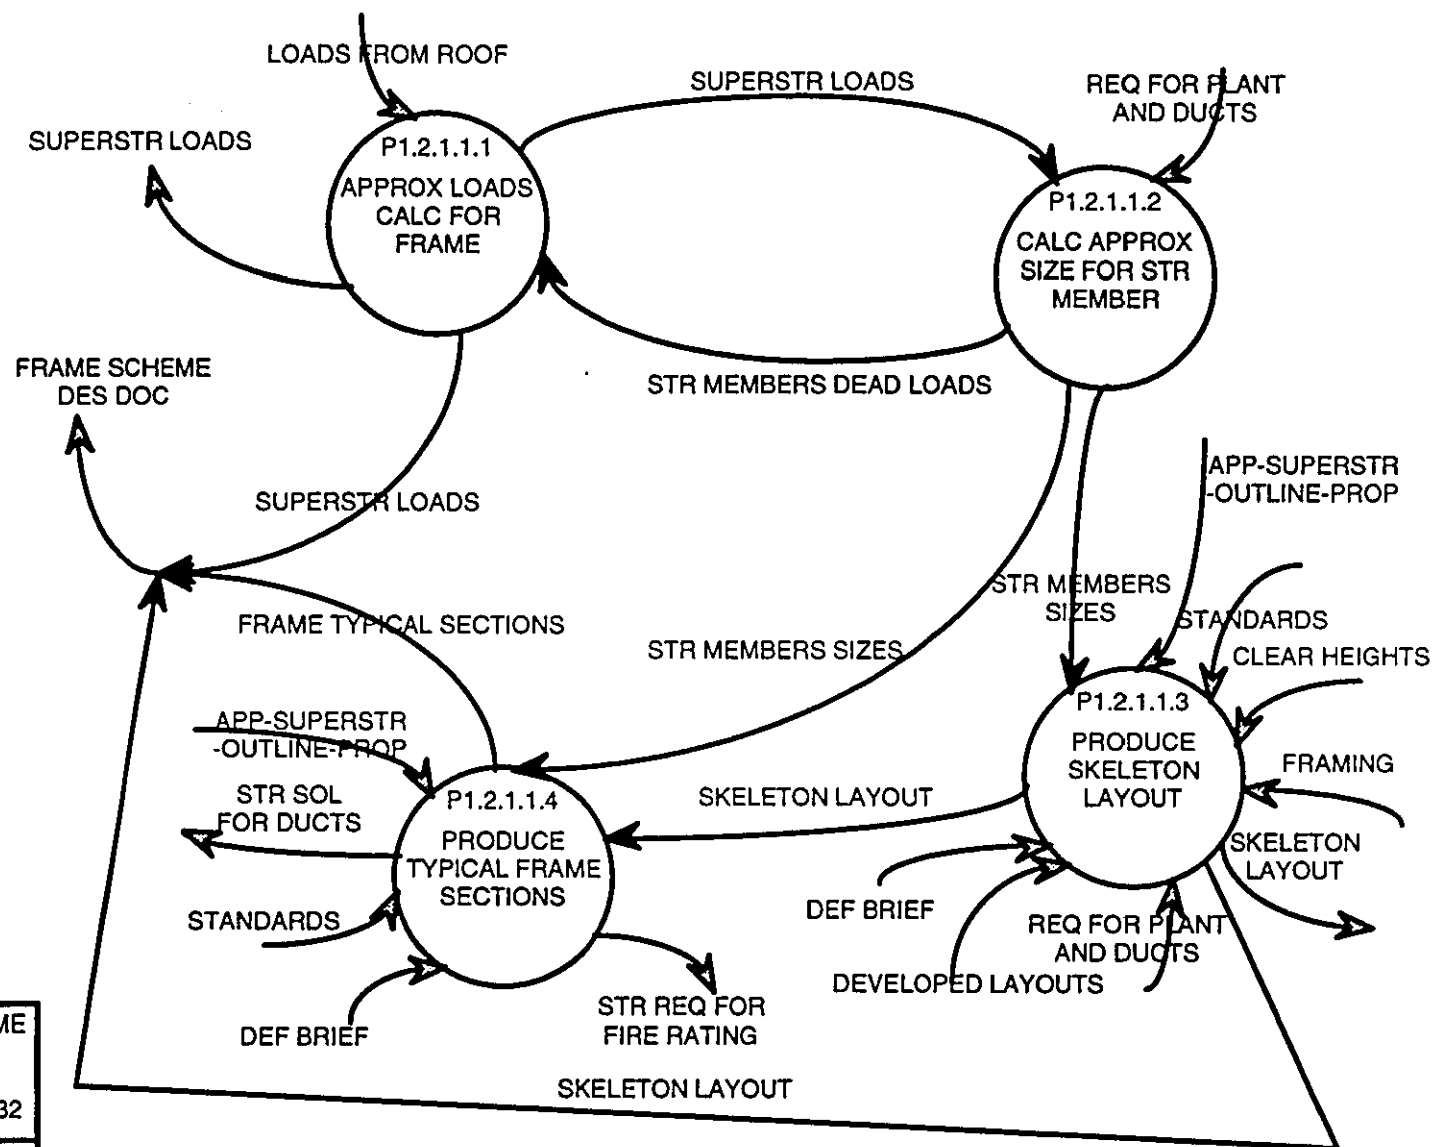 LOADS FROM ROOF
SUPERSTR LOADS
REQ FOR PLANT
AND DUCTS
SUPERSTR LOADS
P1.2.1.1.1
APPROX LOADS
CALC FOR
FRAME
P1.2.1.1.2
CALC APPROX
SIZE FOR STR
MEMBER
FRAME SCHEME
DES DOC
STR MEMBERS DEAD LOADS
APP-SUPERSTR
-OUTLINE-PROP
SUPERSTR LOADS
STR MEMBERS
SIZES
STANDARDS
FRAME TYPICAL SECTIONS
STR MEMBERS SIZES
CLEAR HEIGHTS
P1.2.1.1.3
PRODUCE
SKELETON
LAYOUT
APP-SUPERSTR
-OUTLINE-PROP
FRAMING
STR SOL
FOR DUCTS
P1.2.1.1.4
PRODUCE
TYPICAL FRAME
SECTIONS
SKELETON LAYOUT
SKELETON
LAYOUT
STANDARDS
DEF BRIEF
REQ FOR PLANT
AND DUCTS
DEVELOPED LAYOUTS
DEF BRIEF
STR REQ FOR
FIRE RATING
ME
32
SKELETON LAYOUT